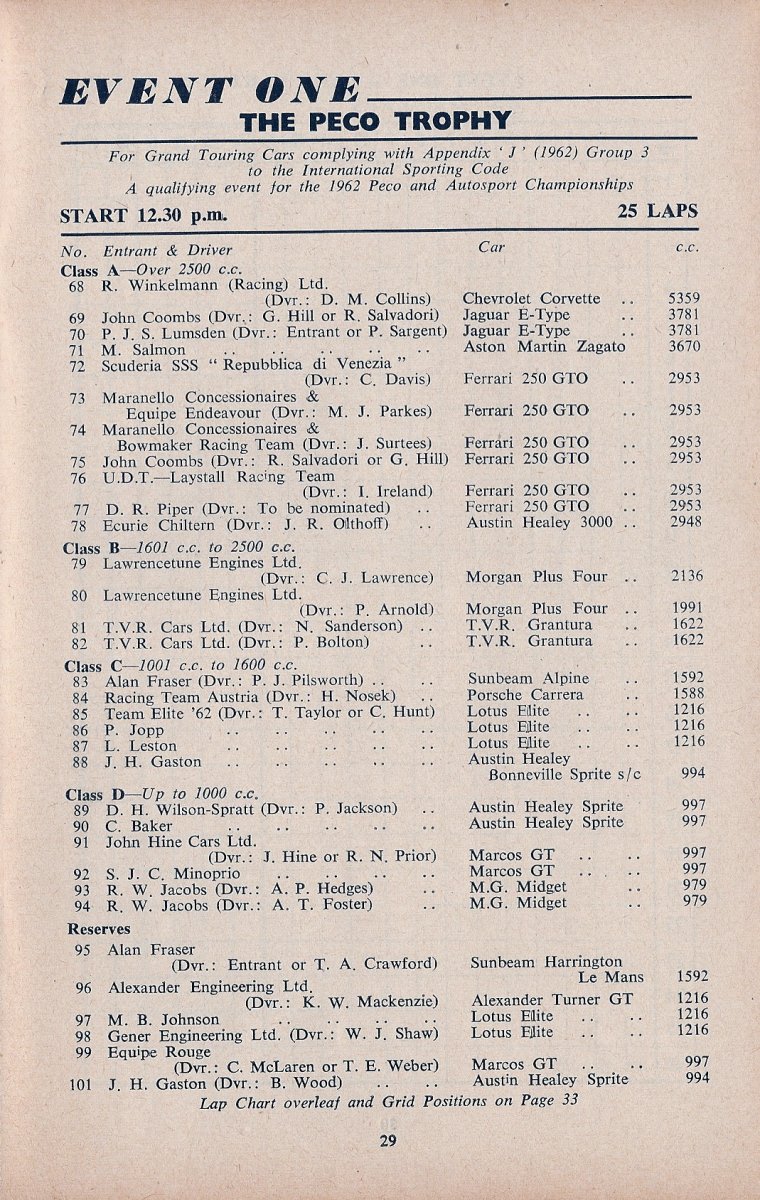 EVENT ONE
THE PECO TROPHY
For Grand Touring Cars complying with Appendix ‘ J ’ (1962) Group 3
to the International Sporting Code
A qualifying event for the 1962 Peco and Autosport Championships
START 12.30 p.m. 25 LAPS
No. Entrant & Driver Car c.c.
Class A—Over 2500 c.c.
68 R. Winkelmann (Racing) Ltd.
(Dvr.: D. M. Collins) Chevrolet Corvette .. 5359
69 John Coombs (Dvr.: G. Hill or R. Salvadori) Jaguar E-Type .. 3781
70 P. J. S. Lumsden (Dvr.: Entrant or P. Sargent) Jaguar E-Type .. 3781
71 M. Salmon .. .. .. .. .. Aston Martin Zagato 3670
72 Scuderia SSS “ Repubblica di Venezia ”
(Dvr.: C. Davis) Ferrari 250 GTO .. 2953
73 Maranello Concessionaires &
Equipe Endeavour (Dvr.: M. J. Parkes) Ferrari 250 GTO .. 2953
74 Maranello Concessionaires &
Bowmaker Racing Team (Dvr.: J. Surtees) Ferrari 250 GTO .. 2953
75 John Coombs (Dvr.: R. Salvadori or G. Hill) Ferrari 250 GTO .. 2953
76 U.D.T.—Laystall Racing Team
(Dvr.: I. Ireland) Ferrari 250 GTO .. 2953
77 D. R. Piper (Dvr.: To be nominated) .. Ferrari 250 GTO .. 2953
78 Ecurie Chiltern (Dvr.: J. R. Olthoff) .. Austin Healey 3000 .. 2948
Class B—1601 c.c. to 2500 c.c.
79 Lawrencetune Engines Ltd.
(Dvr.: C. J. Lawrence) Morgan Plus Four .. 2136
80 Lawrencetune Engines Ltd.
(Dvr.: P. Arnold) Morgan Plus Four .. 1991
81 T.V.R. Cars Ltd. (Dvr.: N. Sanderson) .. T.V.R. Grantura .. 1622
82 T.V.R. Cars Ltd. (Dvr.: P. Bolton) .. T.V.R. Grantura .. 1622
Class C—1001 c.c. to 1600 c.c.
83 Alan Fraser (Dvr.: P. J. Pilsworth) .. .. Sunbeam Alpine .. 1592
84 Racing Team Austria (Dvr.: H. Nosek) .. Porsche Carrera .. 1588
85 Team Elite ’62 (Dvr.: T. Taylor or C. Hunt) Lotus Elite .. .. 1216
86 P. Jopp .. .. .. .. .. Lotus Elite .. .. 1216
87 L. Leston .. .. .. .. .. Lotus Elite .. .. 1216
88 J. H. Gaston .. .. .. .. .. Austin Healey
Bonneville Sprite s/c 994
Class D—Up to 1000 c.c.
89 D. H. Wilson-Spratt (Dvr.: P. Jackson) .. Austin Healey Sprite 997
90 C. Baker .. .. .. .. .. Austin Healey Sprite 997
91 John Hine Cars Ltd.
(Dvr.: J. Hine or R. N. Prior) Marcos GT .. .. 997
92 S. J. C. Minoprio .. .. .. .. Marcos GT .. .. 997
93 R. W. Jacobs (Dvr.: A. P. Hedges) .. M.G. Midget .. 979
94 R. W. Jacobs (Dvr.: A. T. Foster) .. M.G. Midget .. 979
Reserves
95 Alan Fraser
(Dvr.: Entrant or T. A. Crawford) Sunbeam Harrington
Le Mans 1592
96 Alexander Engineering Ltd.
(Dvr.: K. W. Mackenzie) Alexander Turner GT 1216
97 M. B. Johnson .. .. .. .. Lotus Elite .. .. 1216
98 Gener Engineering Ltd. (Dvr.: W. J. Shaw) Lotus Elite .. .. 1216
99 Equipe Rouge
(Dvr.: C. McLaren or T. E. Weber) Marcos GT .. .. 997
101 J. H. Gaston (Dvr.: B. Wood) .. .. Austin Healey Sprite 994
Lap Chart overleaf and Grid Positions on Page 33
29